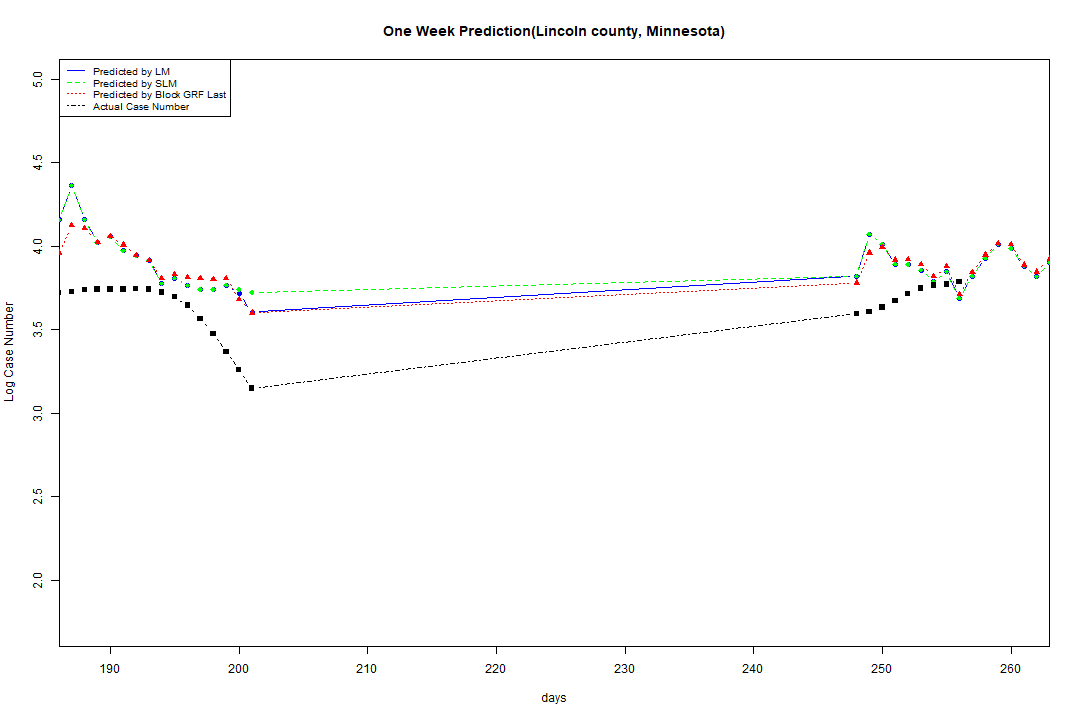 One Week Prediction(Lincoln county, Minnesota)
Predicted by LM
Predicted by SLM
Predicted by Block GRF Last
Actual Case Number
5.0
4.5
4.0
3.5
3.0
2.5
2.0
Log Case Number
190 200 210 220 230 240 250 260
days